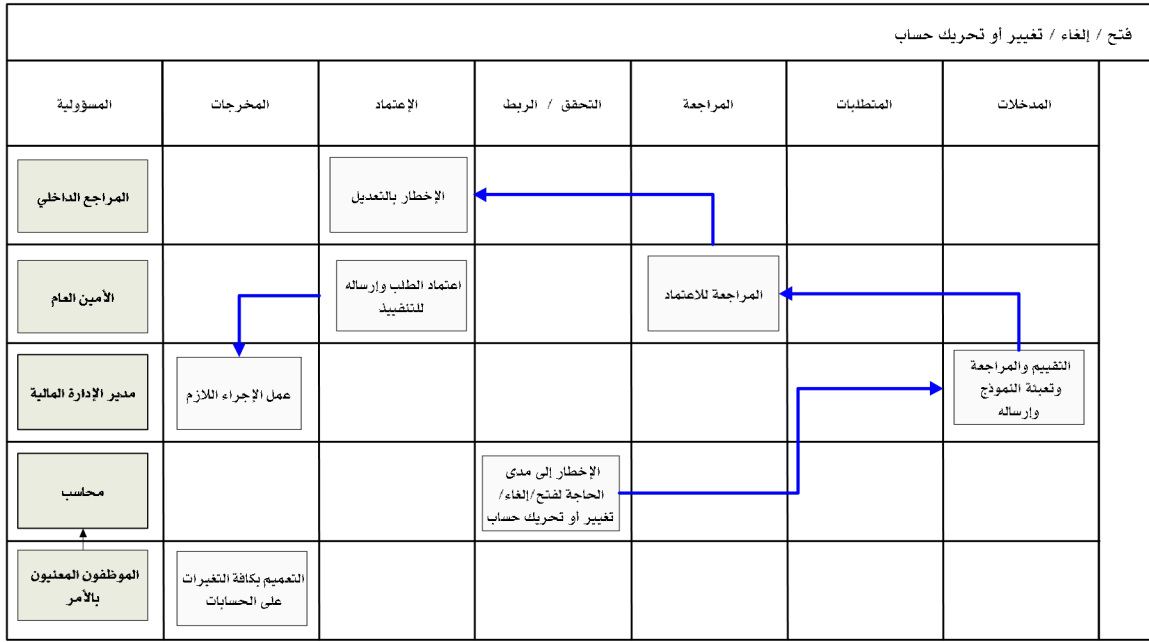 فتح / إلغاء / تغيير أو تحريك حساب
المدخلات
المتطلبات
المراجعة
التحقق / الربط
الإعتماد
المخرجات
المسؤولية
الإخطار بالتعديل
المراجع الداخلي
المراجعة للاعتماد
اعتماد الطلب وإرساله
للتنفييذ
الأمين العام
التقييم والمراجعة
وتعبئة النموذج
وإرساله
عمل الإجراء اللازم
مدير الإدارة المالية
الإخطار إلى مدى
الحاجة لفتح/إلغاء/
تغيير أو تحريك حساب
محاسب
التعميم بكافة التغيرات
على الحسابات
الموظفون المعنيون
بالأمر